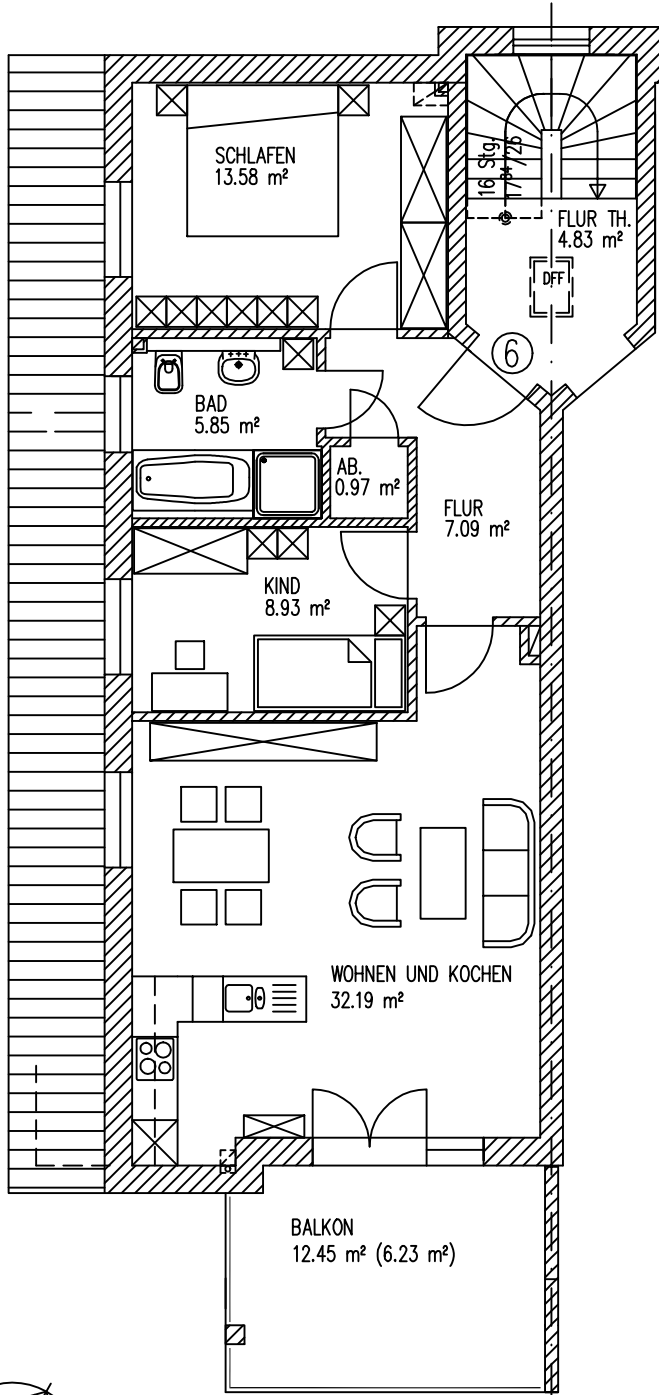 SCHLAFEN
13.58 m²
16 Stg.
FLUR TH.
4.83 m²
DFF
6
BAD
5.85 m²
AB.
0.97 m²
FLUR
7.09 m²
KIND
8.93 m²
WOHNEN UND KOCHEN
32.19 m²
BALKON
12.45 m² (6.23 m²)